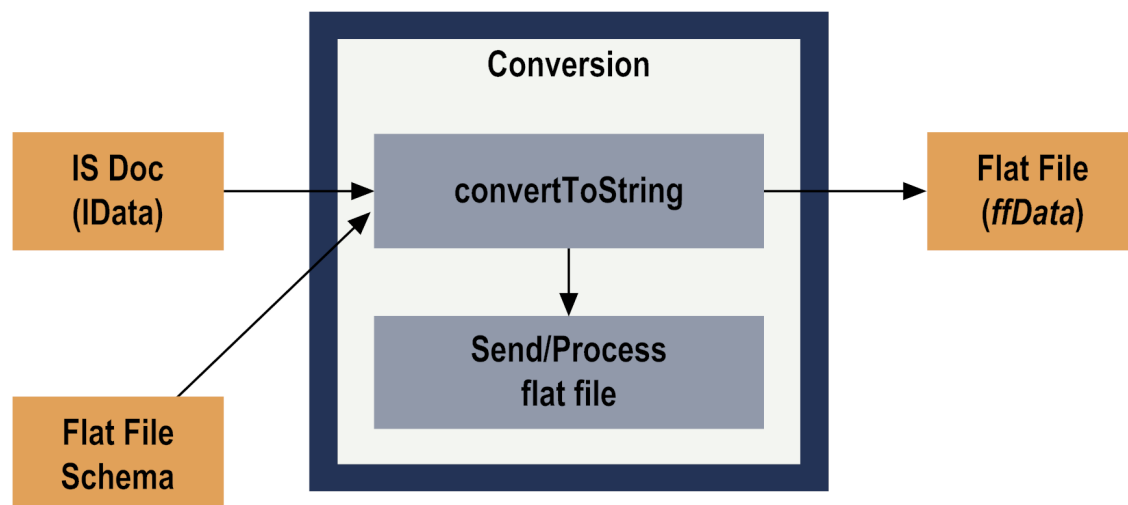 Conversion
IS Doc
(IData)
convertToString
Flat File
(ffData)
Send/Process
flat file
Flat File
Schema